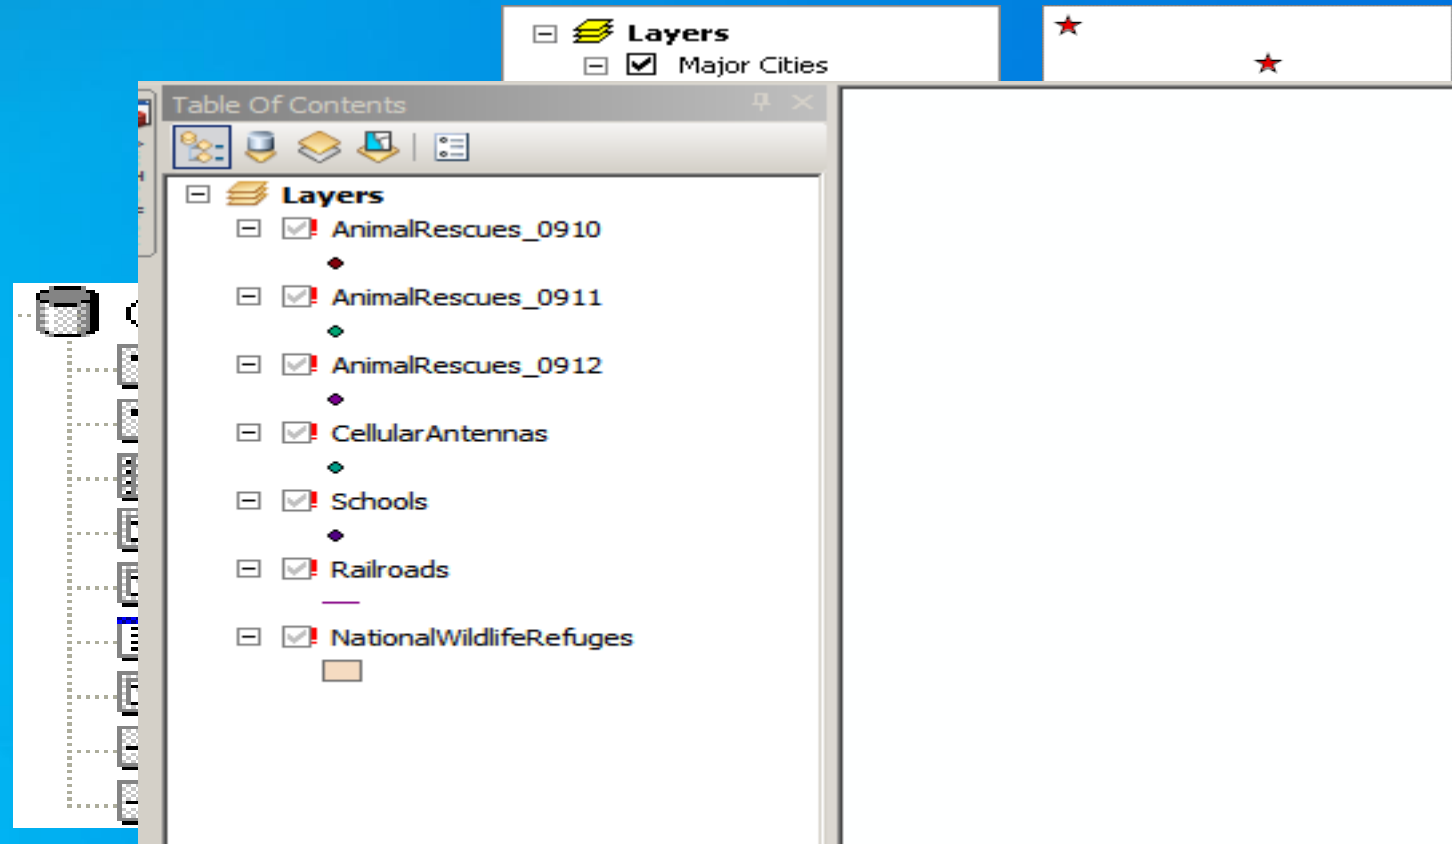 Layers
Major Cities
Table Of Contents
Layers
AnimalRescues_0910
AnimalRescues_0911
AnimalRescues_0912
CellularAntennas
Schools
Railroads
NationalWildlifeRefuges